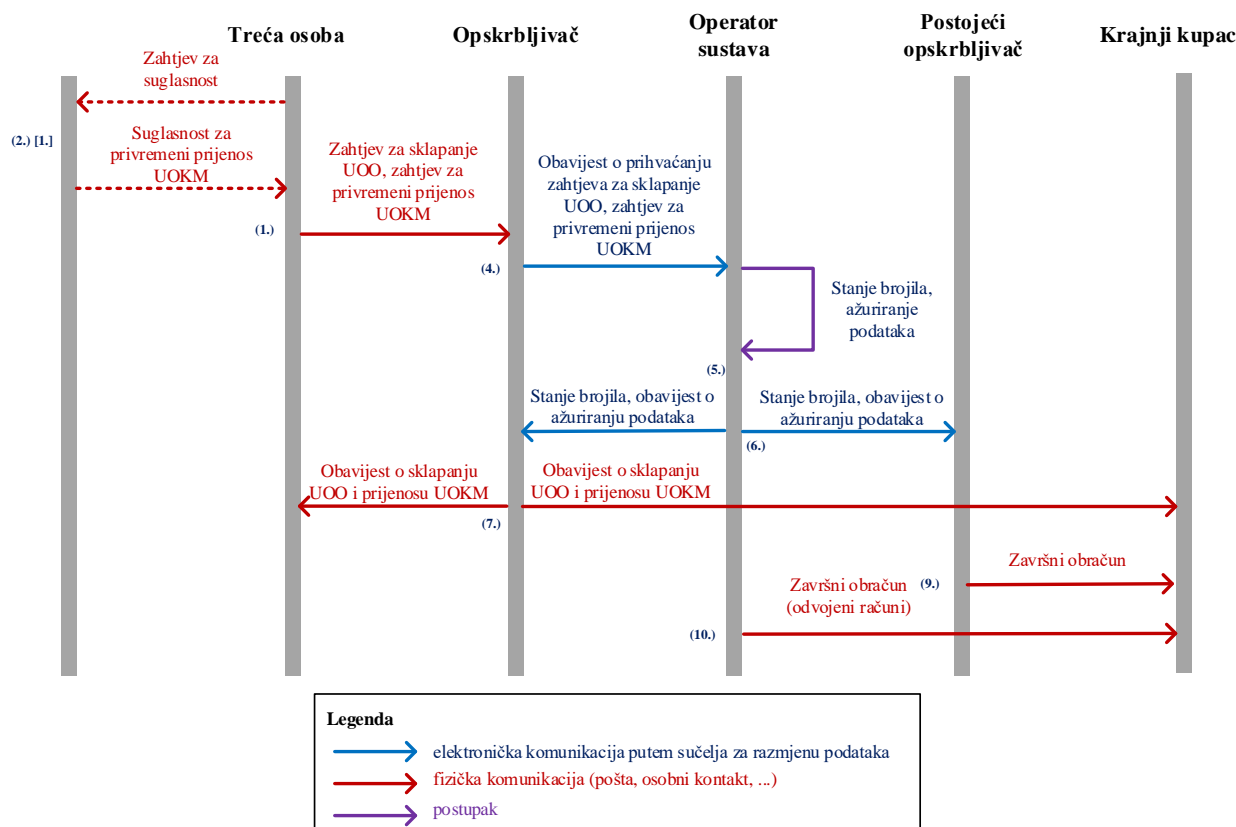 Treća osoba
Opskrbljivač
Operator
sustava
Postojeći
opskrbljivač
Krajnji kupac
Zahtjev za
suglasnost
(2.) [1.]
Suglasnost za
privremeni prijenos
UOKM
Zahtjev za sklapanje
UOO, zahtjev za
privremeni prijenos
UOKM
(1.)
Obavijest o prihvaćanju
zahtjeva za sklapanje
UOO, zahtjev za
privremeni prijenos
UOKM
(4.)
Stanje brojila,
ažuriranje
podataka
(5.)
Stanje brojila, obavijest o
ažuriranju podataka
Stanje brojila, obavijest o
ažuriranju podataka
(6.)
Obavijest o sklapanju
UOO i prijenosu UOKM
Obavijest o sklapanju
UOO i prijenosu UOKM
(7.)
Završni obračun
(9.)
Završni obračun
(odvojeni računi)
(10.)
Legenda
elektronička komunikacija putem sučelja za razmjenu podataka
fizička komunikacija (pošta, osobni kontakt, ...)
postupak